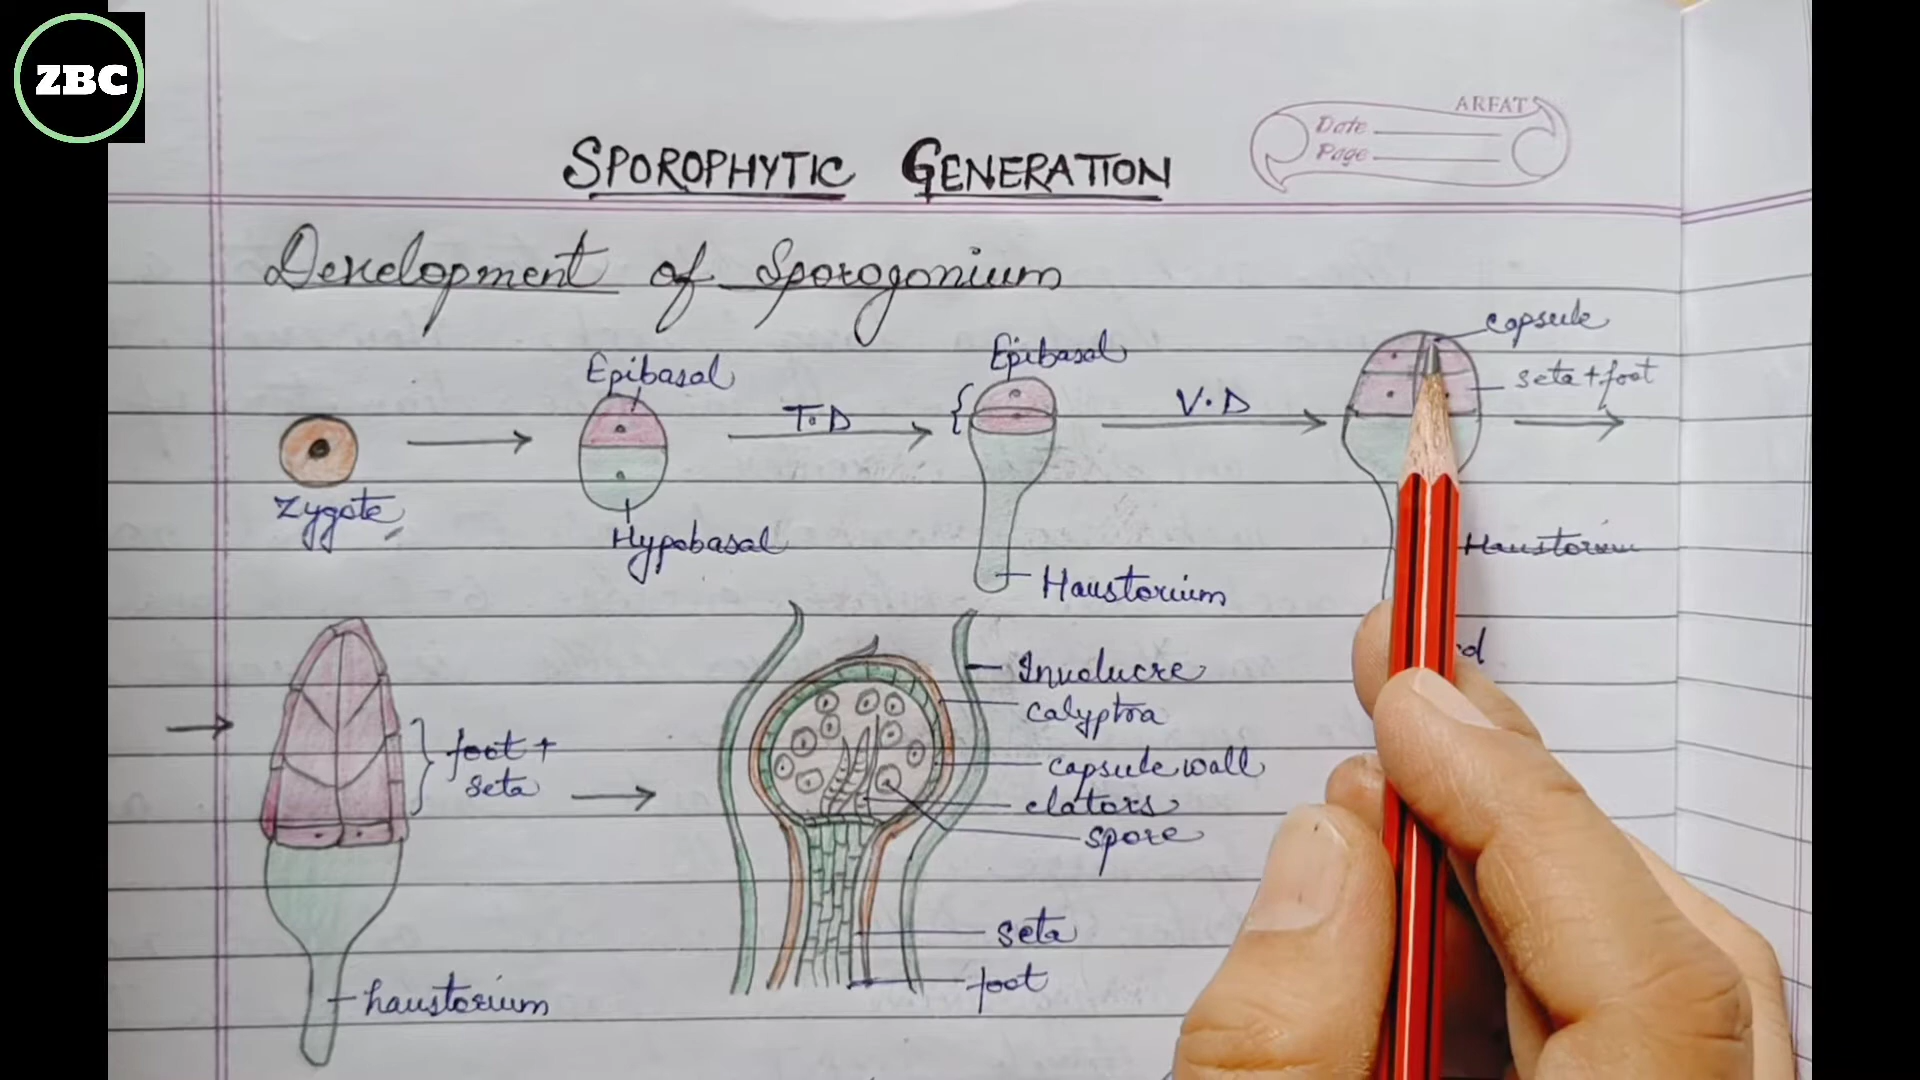 ZBC
ARFAT
Date
Page
SPOROPHYTIC GENERATION
Development of Sporogonium
Epibasal
Epibasal
capsule
seta + foot
T.D
V.D
Zygote
Hypobasal
Haustorium
Haustorium
Involucre
calyptra
foot +
seta
capsule wall
elators
spore
seta
foot
haustorium